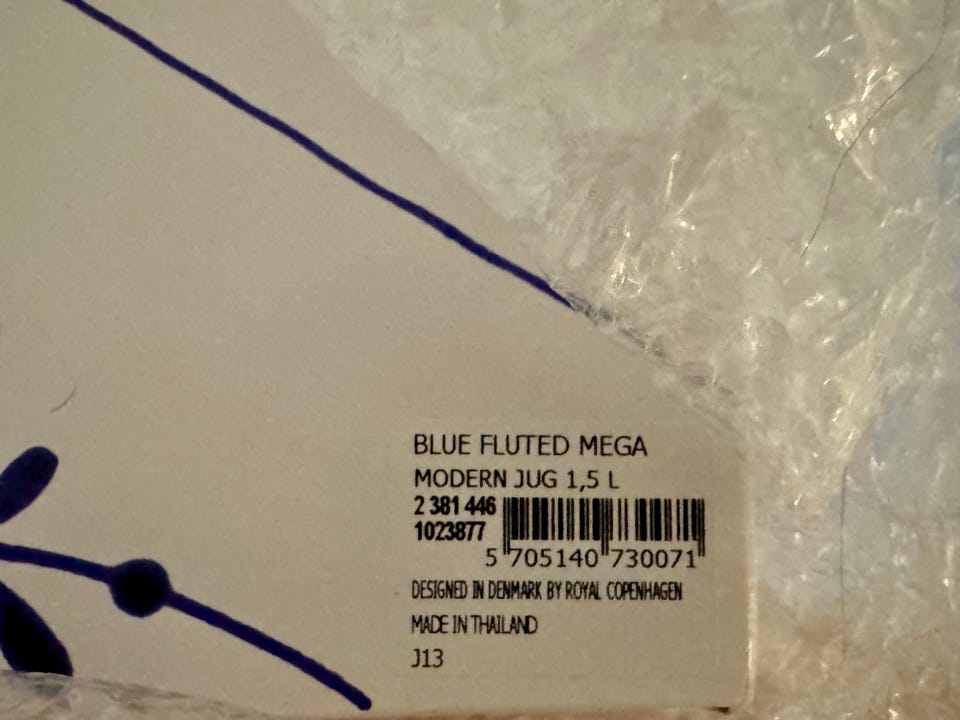 BLUE FLUTED MEGA
MODERN JUG 1,5 L
2 381 446
1023877
5 705140 730071
DESIGNED IN DENMARK BY ROYAL COPENHAGEN
MADE IN THAILAND
J13